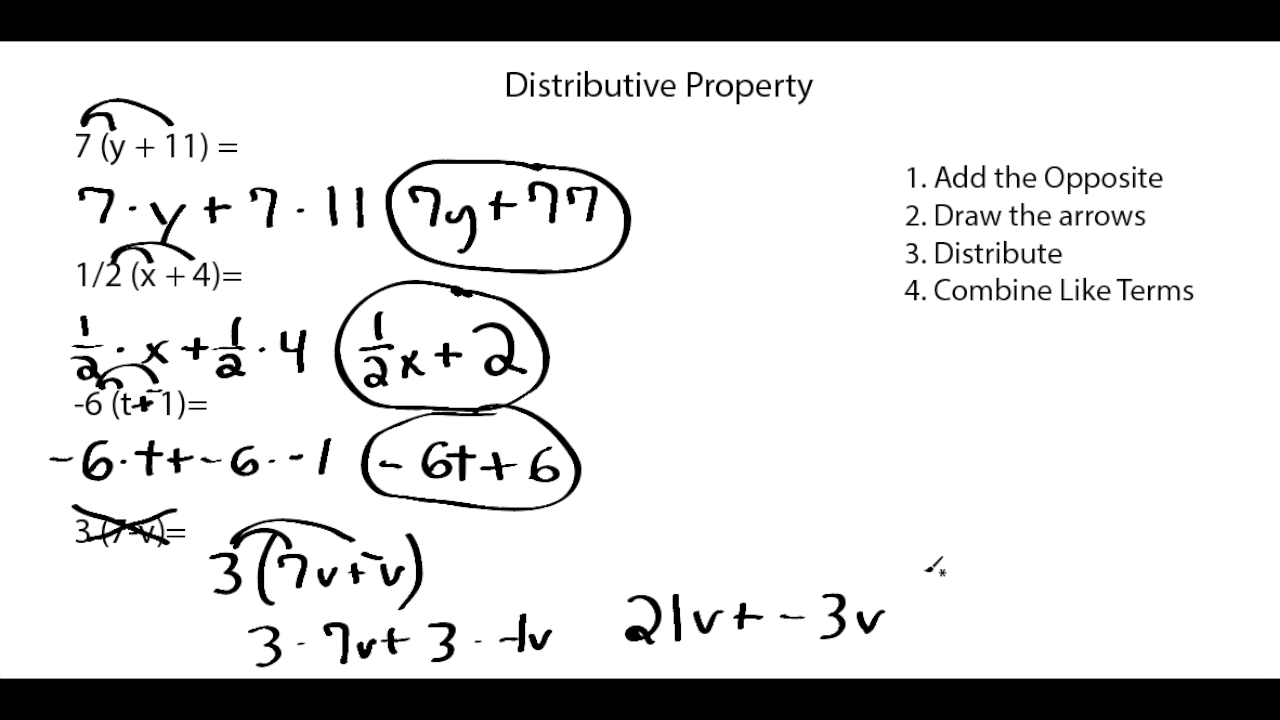 Distributive Property
7 (y + 11) =
7 · y + 7 · 11 7y + 77
1/2 (x + 4)=
1/2 · x + 1/2 · 4 1/2x + 2
-6 (t + -1)=
-6 · t + -6 · -1 -6t + 6
3 (7-v)=
3(7v + -v)
3 · 7v + 3 · -1v 21v + -3v
1. Add the Opposite
2. Draw the arrows
3. Distribute
4. Combine Like Terms